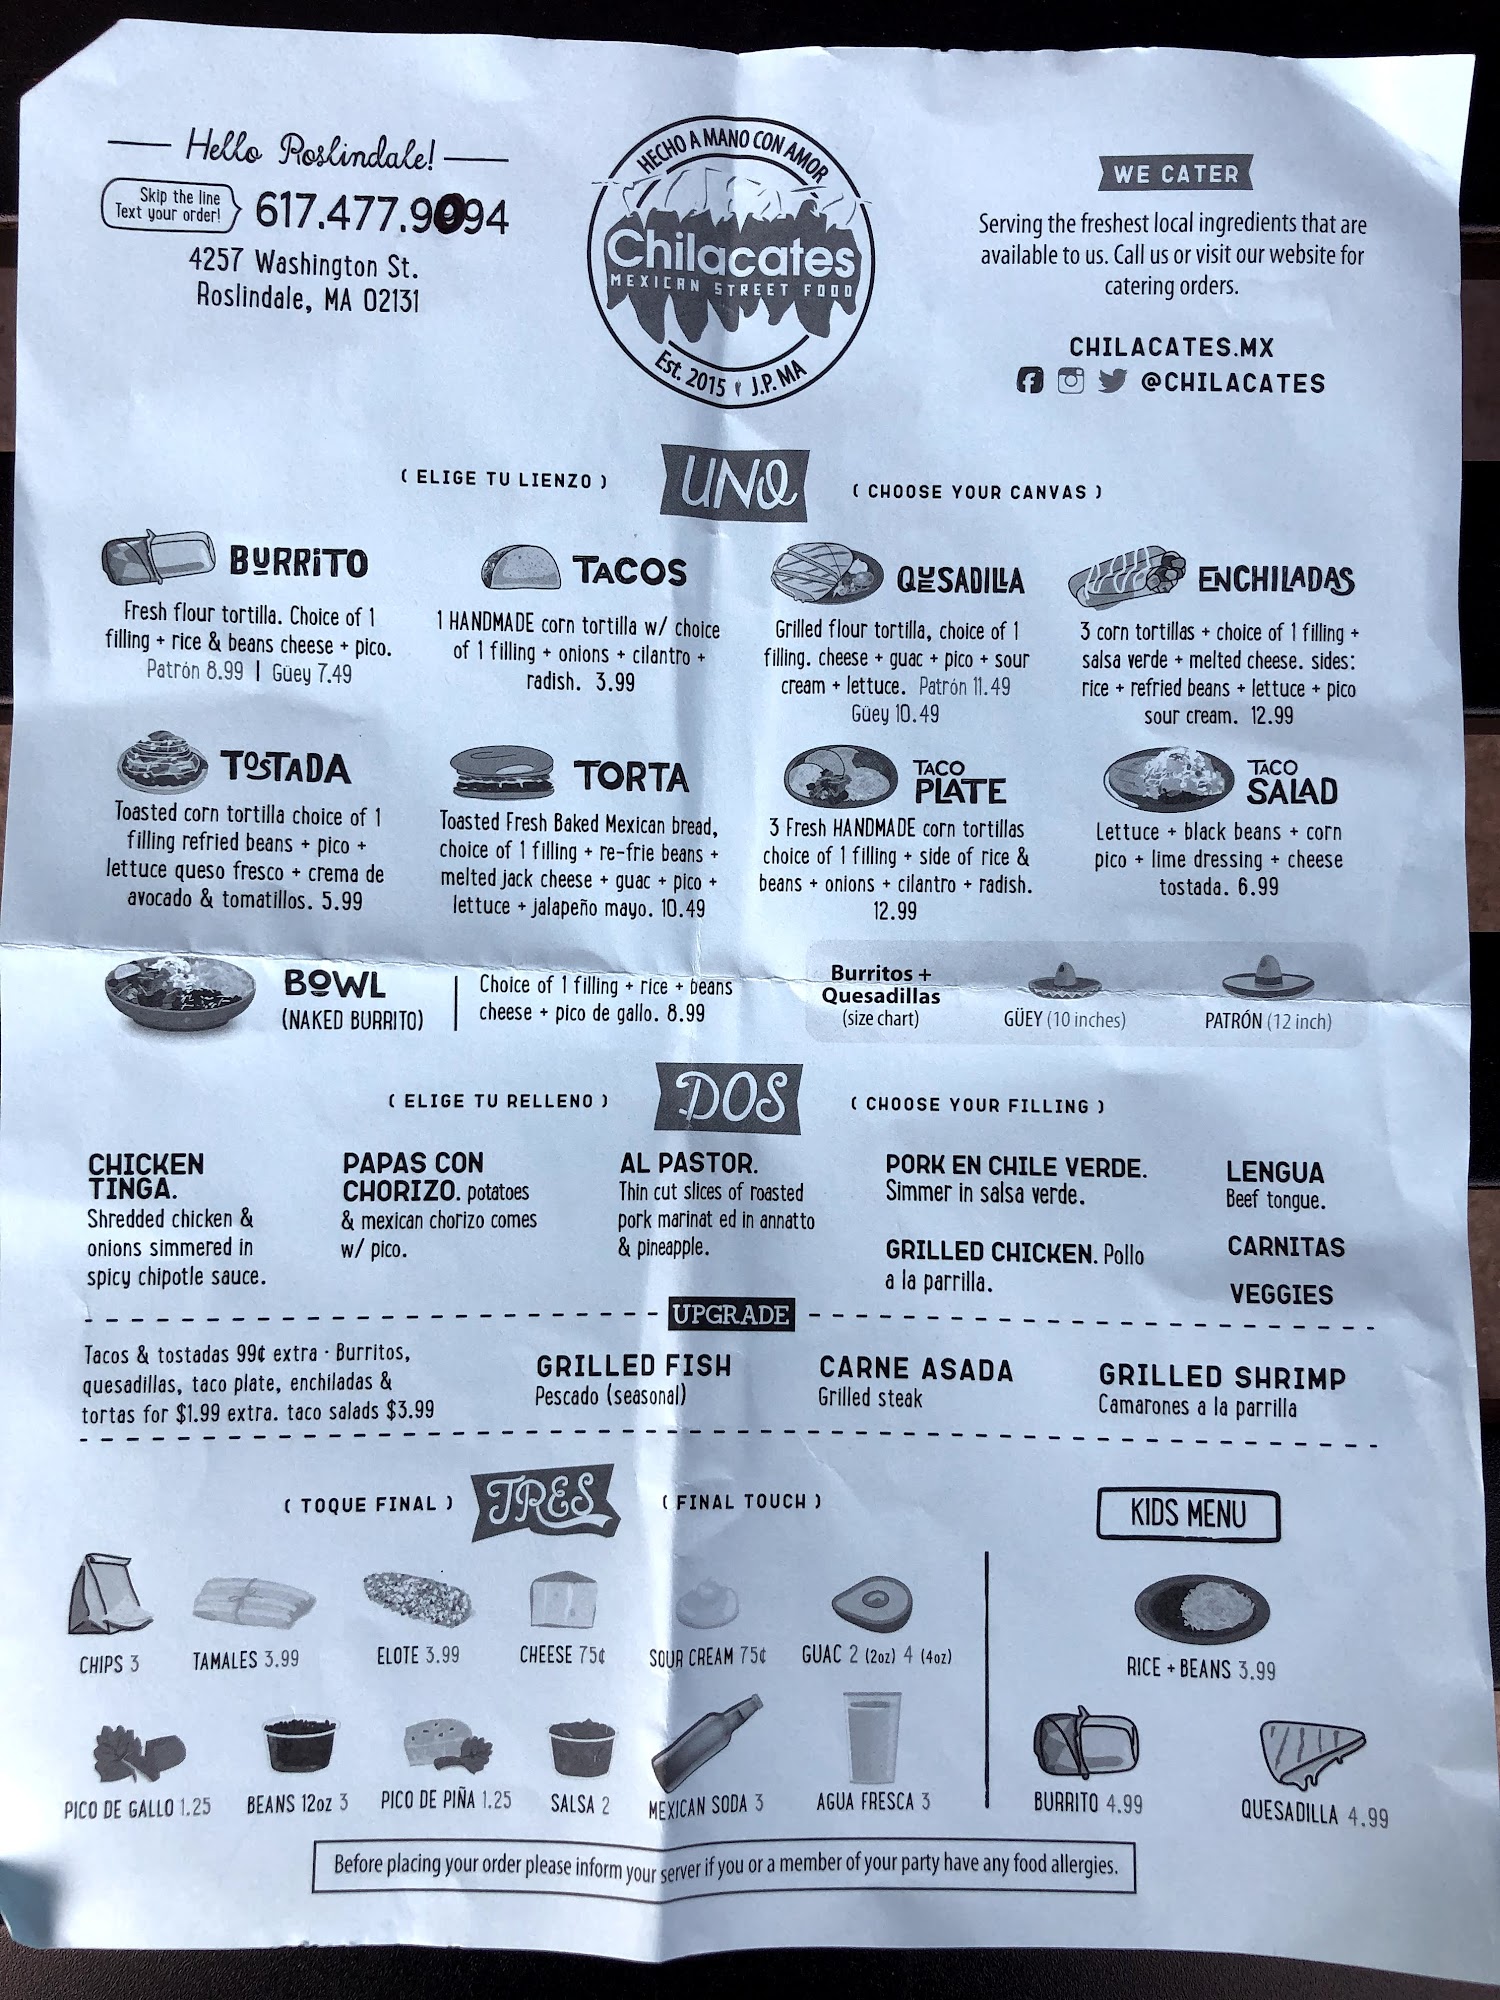 Hello Roslindale!
Skip the line
Text your order!
617.477.9094
4257 Washington St.
Roslindale, MA 02131
HECHO A MANO CON AMOR
Chilacates
MEXICAN STREET FOOD
Est. 2015 J.P. MA
WE CATER
Serving the freshest local ingredients that are
available to us. Call us or visit our website for
catering orders.
CHILACATES.MX
@CHILACATES
( ELIGE TU LIENZO )
UNO
( CHOOSE YOUR CANVAS )
BURRITO
Fresh flour tortilla. Choice of 1
filling + rice & beans cheese + pico.
Patrón 8.99 | Güey 7.49
TACOS
1 HANDMADE corn tortilla w/ choice
of 1 filling + onions + cilantro +
radish. 3.99
QUESADILLA
Grilled flour tortilla, choice of 1
filling. cheese + guac + pico + sour
cream + lettuce. Patrón 11.49
Güey 10.49
ENCHILADAS
3 corn tortillas + choice of 1 filling +
salsa verde + melted cheese. sides:
rice + refried beans + lettuce + pico
sour cream. 12.99
TOSTADA
Toasted corn tortilla choice of 1
filling refried beans + pico +
lettuce queso fresco + crema de
avocado & tomatillos. 5.99
TORTA
Toasted Fresh Baked Mexican bread,
choice of 1 filling + re-frie beans +
melted jack cheese + guac + pico +
lettuce + jalapeño mayo. 10.49
TACO
PLATE
3 Fresh HANDMADE corn tortillas
choice of 1 filling + side of rice &
beans + onions + cilantro + radish.
12.99
TACO
SALAD
Lettuce + black beans + corn
pico + lime dressing + cheese
tostada. 6.99
BOWL
(NAKED BURRITO)
Choice of 1 filling + rice + beans
cheese + pico de gallo. 8.99
Burritos +
Quesadillas
(size chart)
GÜEY (10 inches)
PATRÓN (12 inch)
( ELIGE TU RELLENO )
DOS
( CHOOSE YOUR FILLING )
CHICKEN
TINGA.
Shredded chicken &
onions simmered in
spicy chipotle sauce.
PAPAS CON
CHORIZO. potatoes
& mexican chorizo comes
w/ pico.
AL PASTOR.
Thin cut slices of roasted
pork marinat ed in annatto
& pineapple.
PORK EN CHILE VERDE.
Simmer in salsa verde.
GRILLED CHICKEN. Pollo
a la parrilla.
LENGUA
Beef tongue.
CARNITAS
VEGGIES
UPGRADE
Tacos & tostadas 99¢ extra · Burritos,
quesadillas, taco plate, enchiladas &
tortas for $1.99 extra. taco salads $3.99
GRILLED FISH
Pescado (seasonal)
CARNE ASADA
Grilled steak
GRILLED SHRIMP
Camarones a la parrilla
( TOQUE FINAL )
TRES
( FINAL TOUCH )
CHIPS 3
TAMALES 3.99
ELOTE 3.99
CHEESE 75¢
SOUR CREAM 75¢
GUAC 2 (2oz) 4 (4oz)
PICO DE GALLO 1.25
BEANS 12oz 3
PICO DE PIÑA 1.25
SALSA 2
MEXICAN SODA 3
AGUA FRESCA 3
KIDS MENU
RICE + BEANS 3.99
BURRITO 4.99
QUESADILLA 4.99
Before placing your order please inform your server if you or a member of your party have any food allergies.